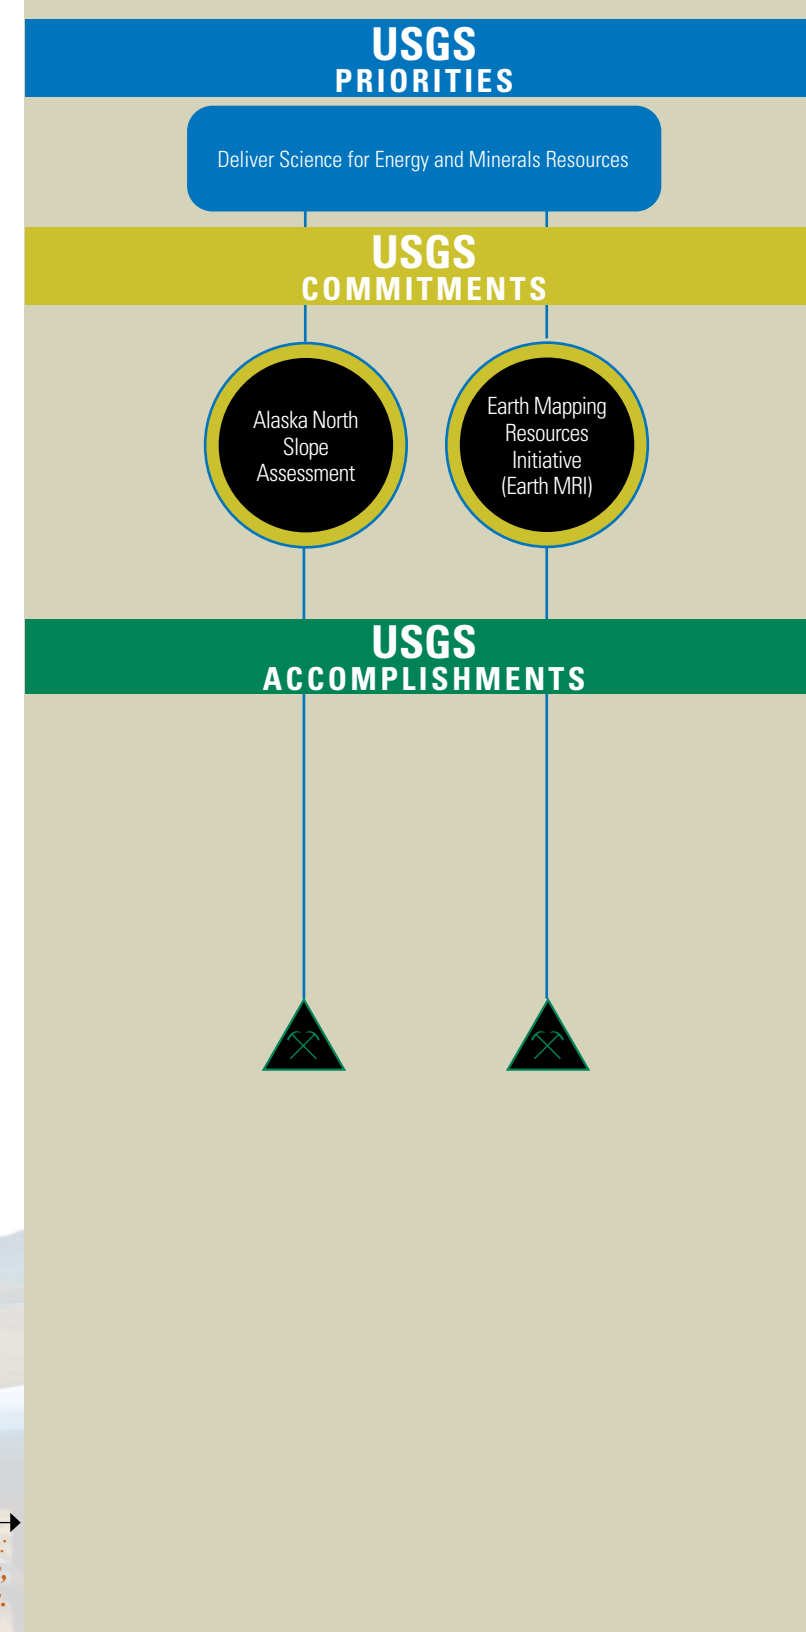 USGS
PRIORITIES
Deliver Science for Energy and Minerals Resources
USGS
COMMITMENTS
Alaska North
Slope
Assessment
Earth Mapping
Resources
Initiative
(Earth MRI)
USGS
ACCOMPLISHMENTS